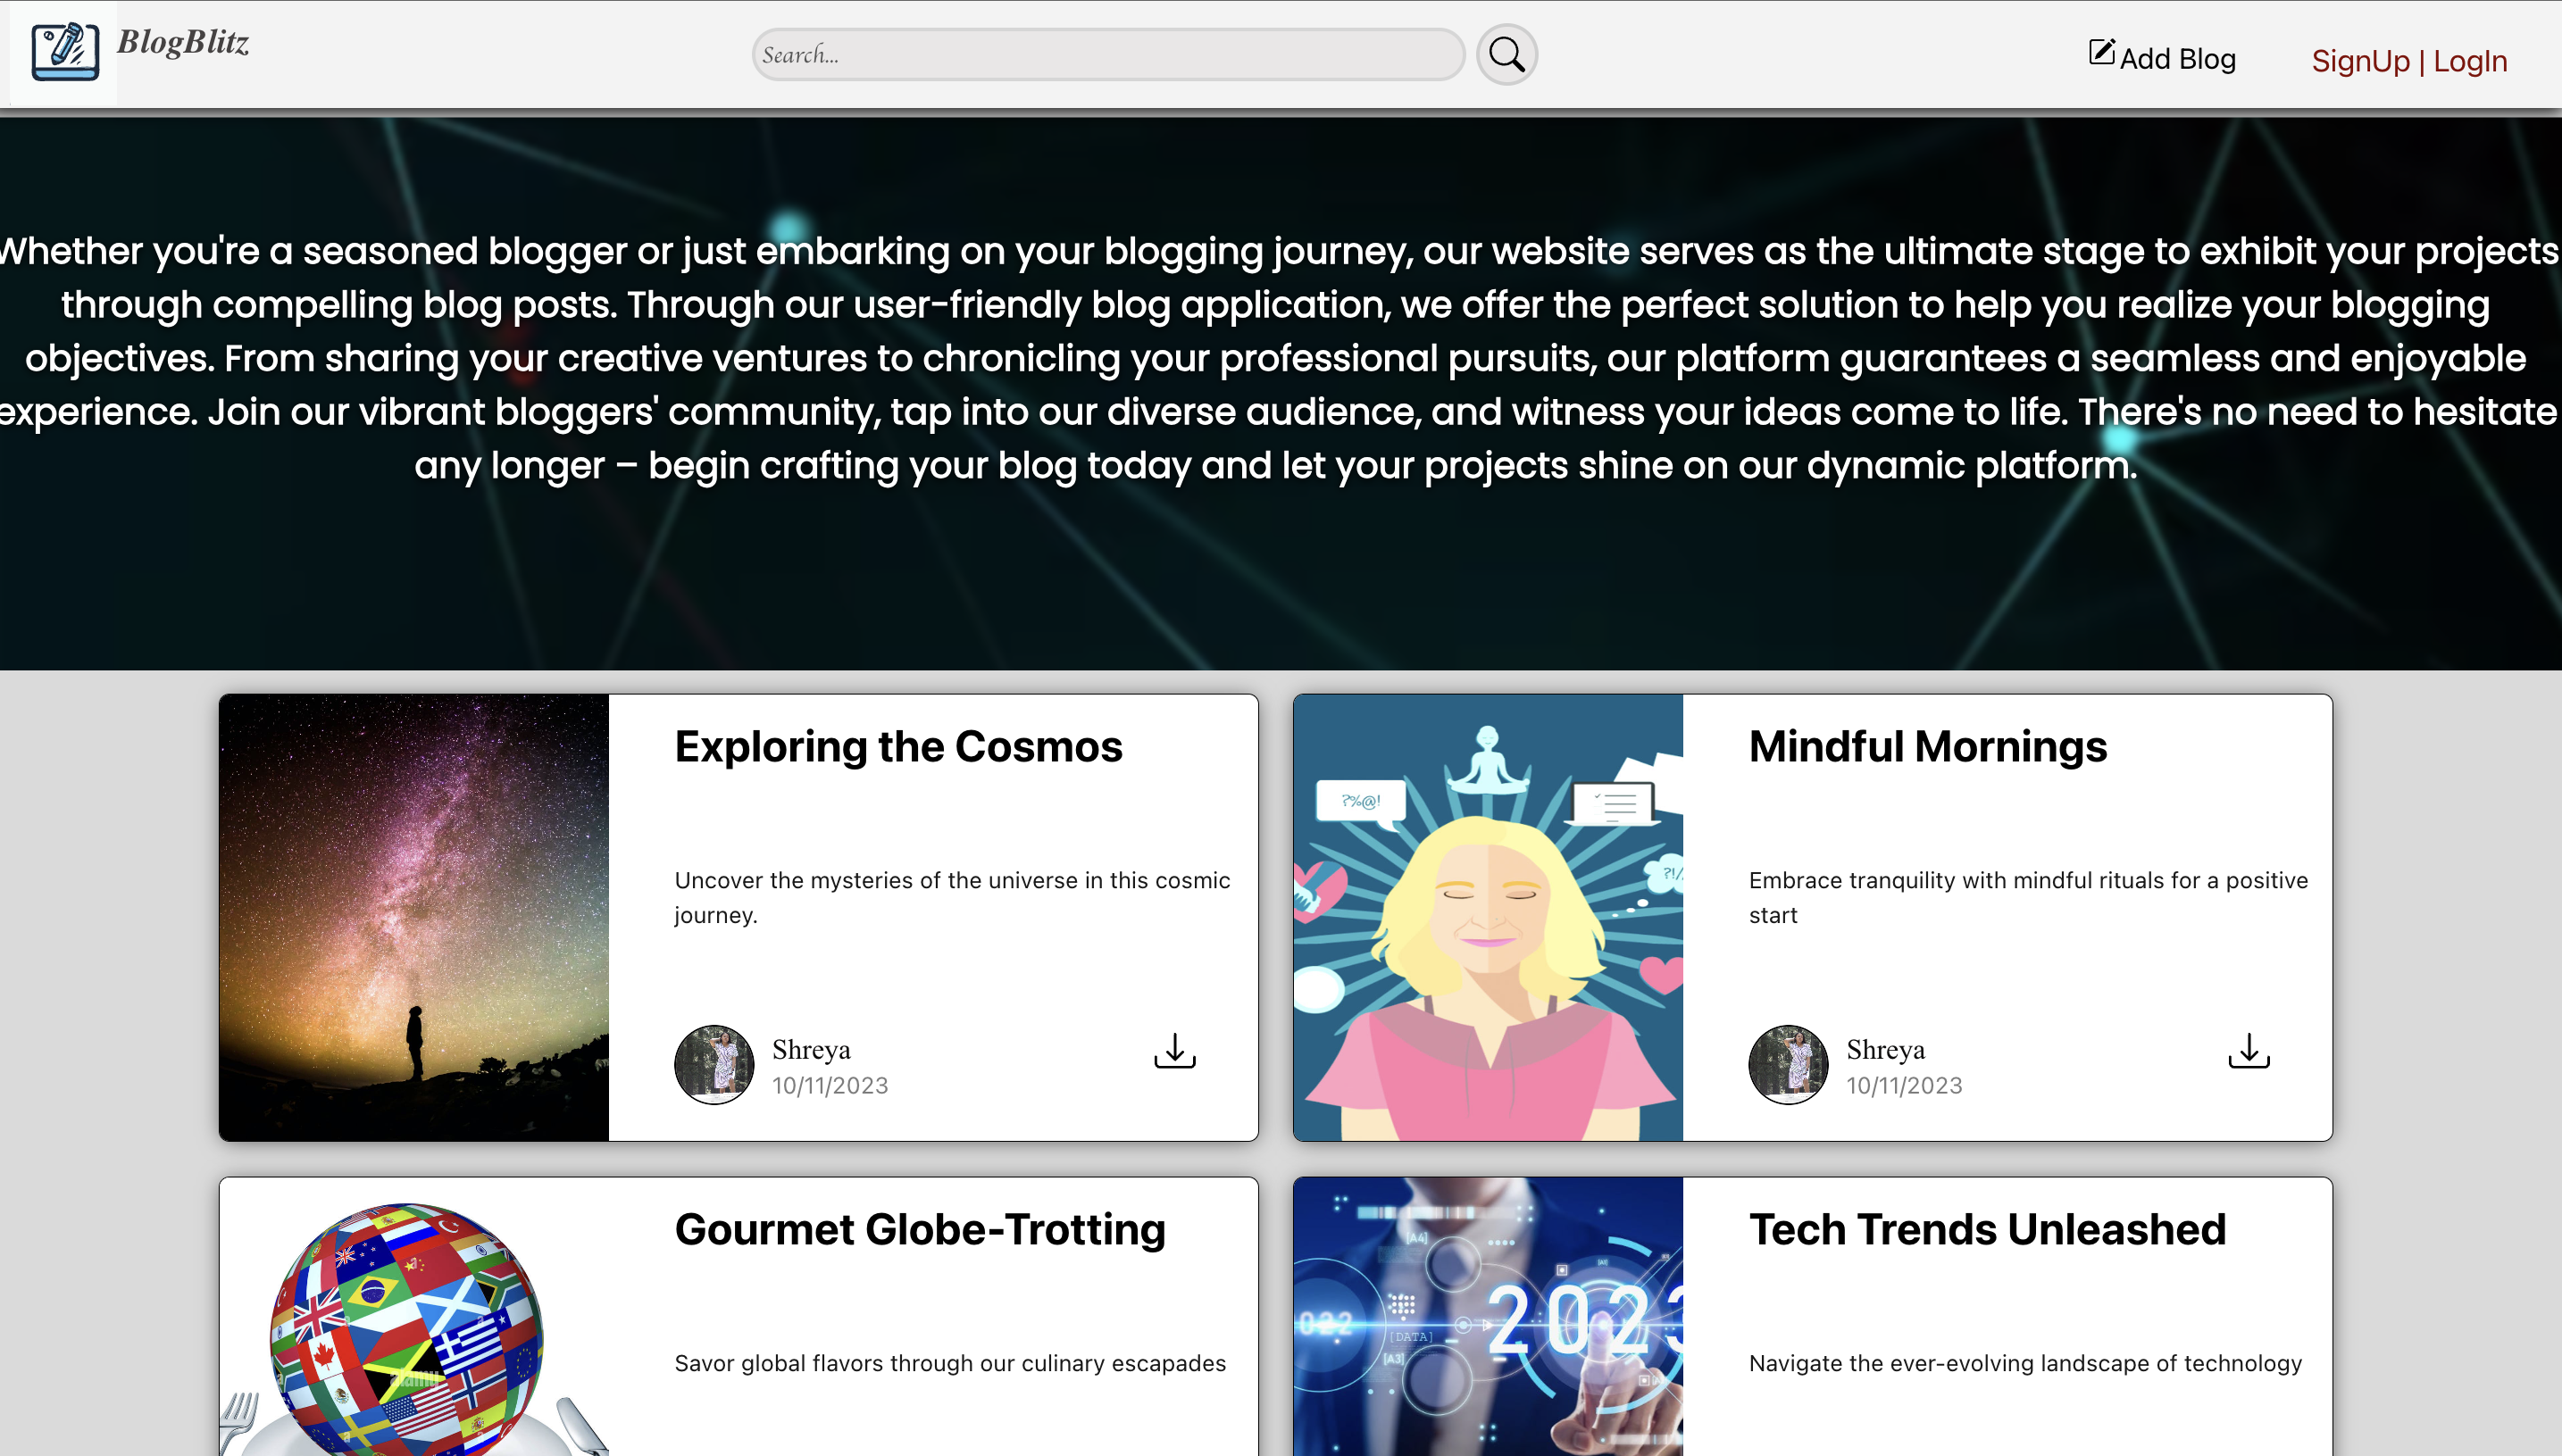 BlogBlitz
Search...
Add Blog
SignUp | LogIn
Whether you're a seasoned blogger or just embarking on your blogging journey, our website serves as the ultimate stage to exhibit your projects
through compelling blog posts. Through our user-friendly blog application, we offer the perfect solution to help you realize your blogging
objectives. From sharing your creative ventures to chronicling your professional pursuits, our platform guarantees a seamless and enjoyable
experience. Join our vibrant bloggers' community, tap into our diverse audience, and witness your ideas come to life. There's no need to hesitate
any longer – begin crafting your blog today and let your projects shine on our dynamic platform.
Exploring the Cosmos
Uncover the mysteries of the universe in this cosmic
journey.
Shreya
10/11/2023
?%@!
?!/
Mindful Mornings
Embrace tranquility with mindful rituals for a positive
start
Shreya
10/11/2023
alamy
Gourmet Globe-Trotting
Savor global flavors through our culinary escapades
[A4]
022
2023
[DATA]
[A3]
Tech Trends Unleashed
Navigate the ever-evolving landscape of technology